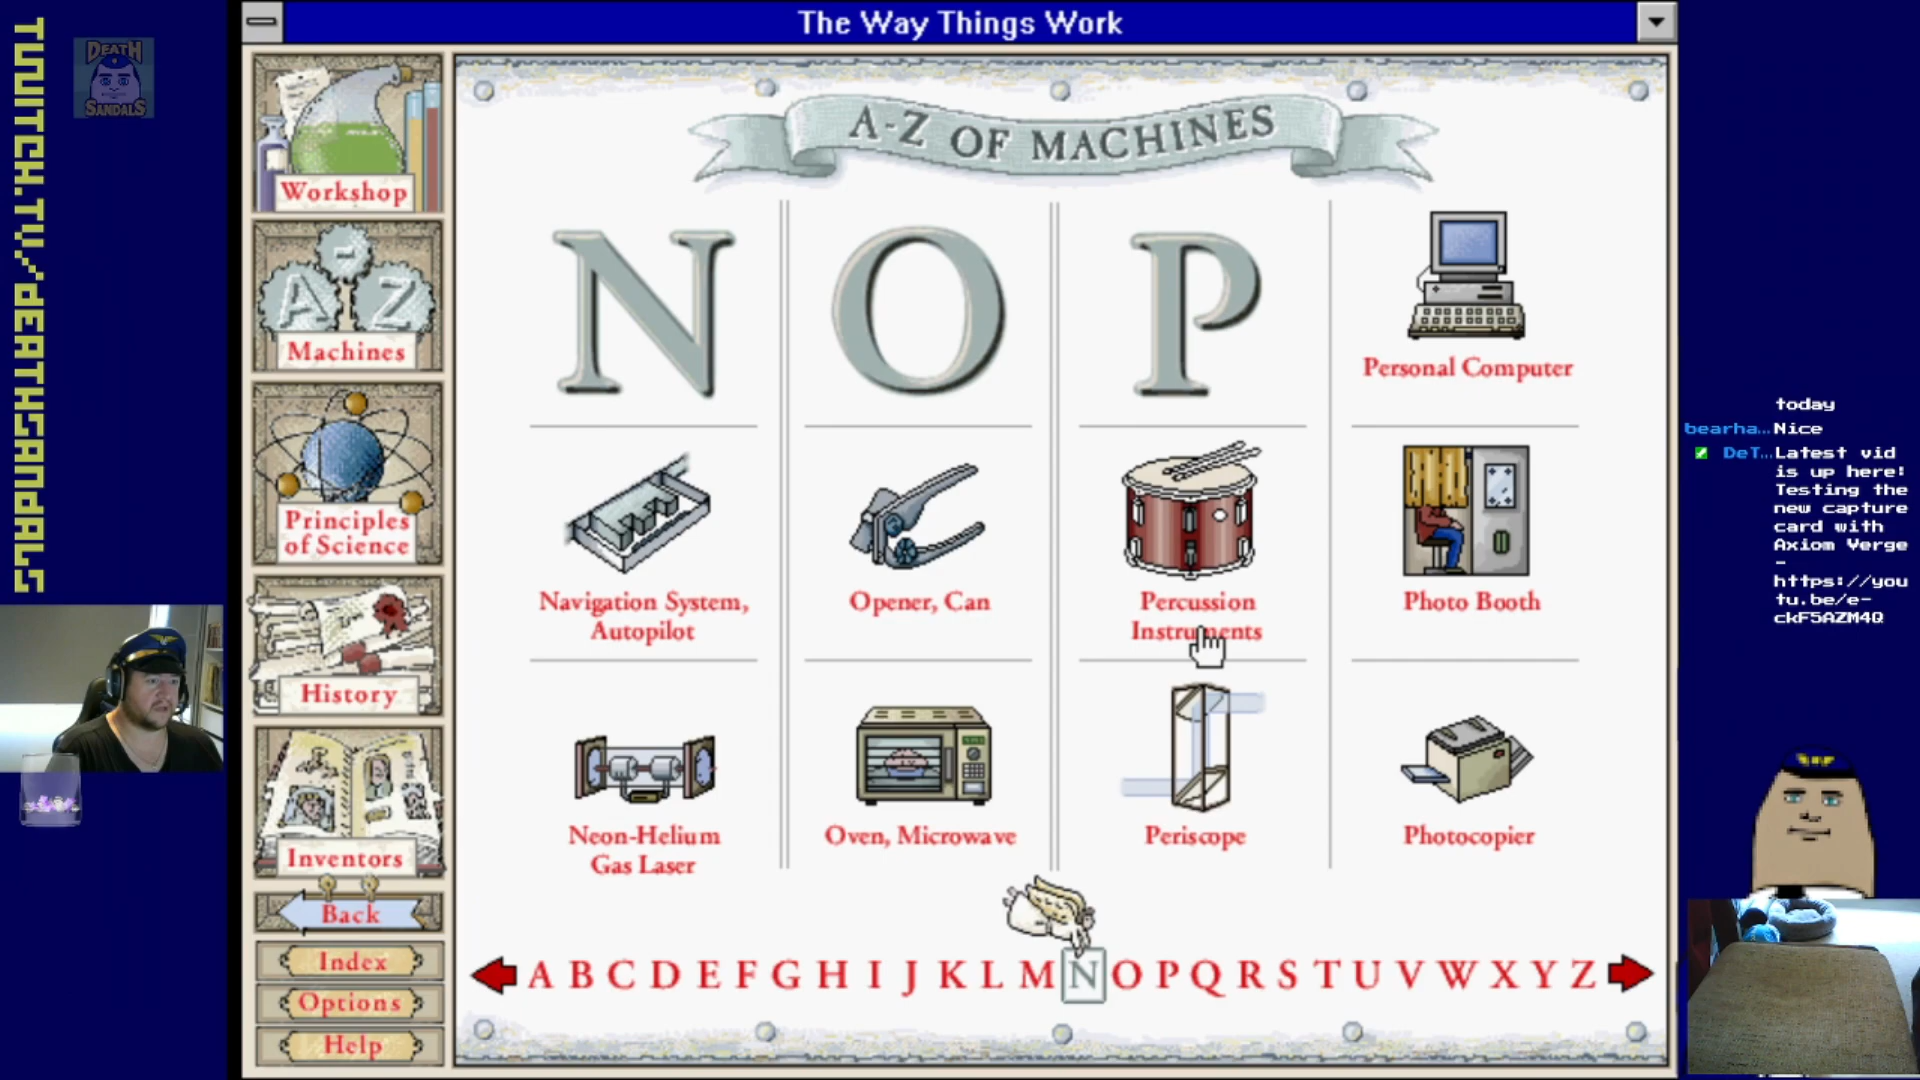 TWITCH.TV/DEATHSANDALS
DEATH
SANDALS
The Way Things Work
Workshop
A - Z
Machines
Principles
of Science
History
Inventors
Back
Index
Options
Help
A-Z OF MACHINES
N O P
Personal Computer
Navigation System,
Autopilot
Opener, Can
Percussion
Instruments
Photo Booth
Neon-Helium
Gas Laser
Oven, Microwave
Periscope
Photocopier
A B C D E F G H I J K L M N O P Q R S T U V W X Y Z
today
bearha...Nice
DeT...Latest vid
is up here:
Testing the
new capture
card with
Axiom Verge
-
https://you
tu.be/e-
ckF5AZM4Q